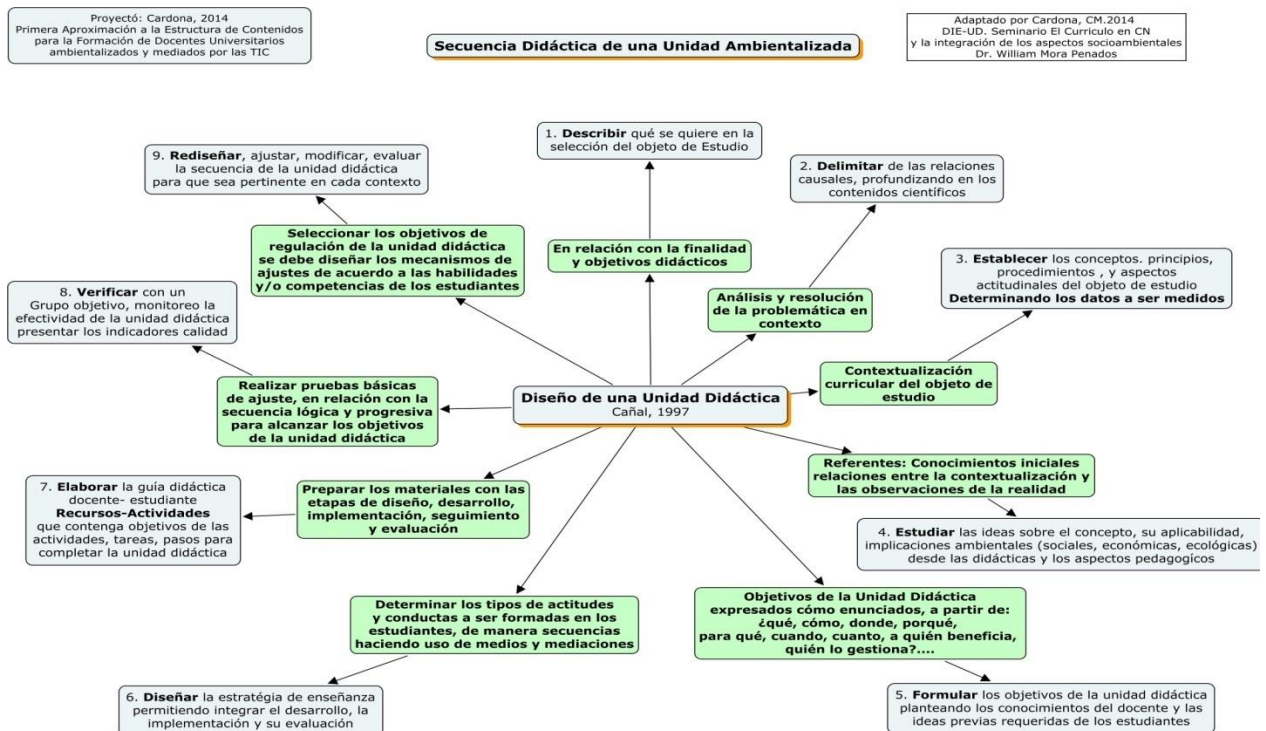 Proyectó: Cardona, 2014
Primera Aproximación a la Estructura de Contenidos
para la Formación de Docentes Universitarios
ambientalizados y mediados por las TIC
Secuencia Didáctica de una Unidad Ambientalizada
Adaptado por Cardona, CM.2014
DIE-UD. Seminario El Curriculo en CN
y la integración de los aspectos socioambientales
Dr. William Mora Penados
1. Describir qué se quiere en la
selección del objeto de Estudio
En relación con la finalidad
y objetivos didácticos
2. Delimitar de las relaciones
causales, profundizando en los
contenidos científicos
Análisis y resolución
de la problemática en
contexto
3. Establecer los conceptos. principios,
procedimientos , y aspectos
actitudinales del objeto de estudio
Determinando los datos a ser medidos
Contextualización
curricular del objeto de
estudio
Diseño de una Unidad Didáctica
Cañal, 1997
Referentes: Conocimientos iniciales
relaciones entre la contextualización y
las observaciones de la realidad
4. Estudiar las ideas sobre el concepto, su aplicabilidad,
implicaciones ambientales (sociales, económicas, ecológicas)
desde las didácticas y los aspectos pedagogícos
Objetivos de la Unidad Didáctica
expresados cómo enunciados, a partir de:
¿qué, cómo, donde, porqué,
para qué, cuando, cuanto, a quién beneficia,
quién lo gestiona?....
5. Formular los objetivos de la unidad didáctica
planteando los conocimientos del docente y las
ideas previas requeridas de los estudiantes
Determinar los tipos de actitudes
y conductas a ser formadas en los
estudiantes, de manera secuencias
haciendo uso de medios y mediaciones
6. Diseñar la estratégia de enseñanza
permitiendo integrar el desarrollo, la
implementación y su evaluación
Preparar los materiales con las
etapas de diseño, desarrollo,
implementación, seguimiento
y evaluación
7. Elaborar la guía didáctica
docente- estudiante
Recursos-Actividades
que contenga objetivos de las
actividades, tareas, pasos para
completar la unidad didáctica
Realizar pruebas básicas
de ajuste, en relación con la
secuencia lógica y progresiva
para alcanzar los objetivos
de la unidad didáctica
8. Verificar con un
Grupo objetivo, monitoreo la
efectividad de la unidad didáctica
presentar los indicadores calidad
Seleccionar los objetivos de
regulación de la unidad didáctica
se debe diseñar los mecanismos de
ajustes de acuerdo a las habilidades
y/o competencias de los estudiantes
9. Rediseñar, ajustar, modificar, evaluar
la secuencia de la unidad didáctica
para que sea pertinente en cada contexto